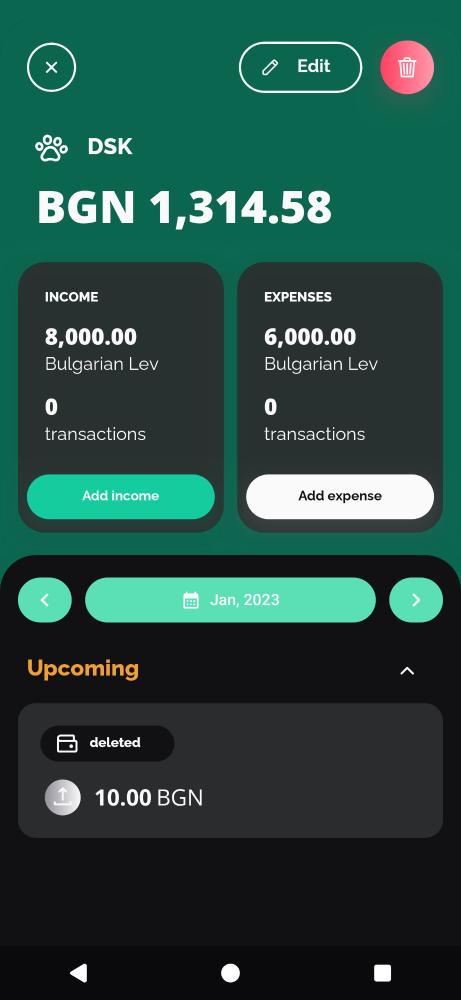 Edit
DSK
BGN 1,314.58
INCOME
8,000.00
Bulgarian Lev
0
transactions
Add income
EXPENSES
6,000.00
Bulgarian Lev
0
transactions
Add expense
Jan, 2023
Upcoming
deleted
10.00 BGN